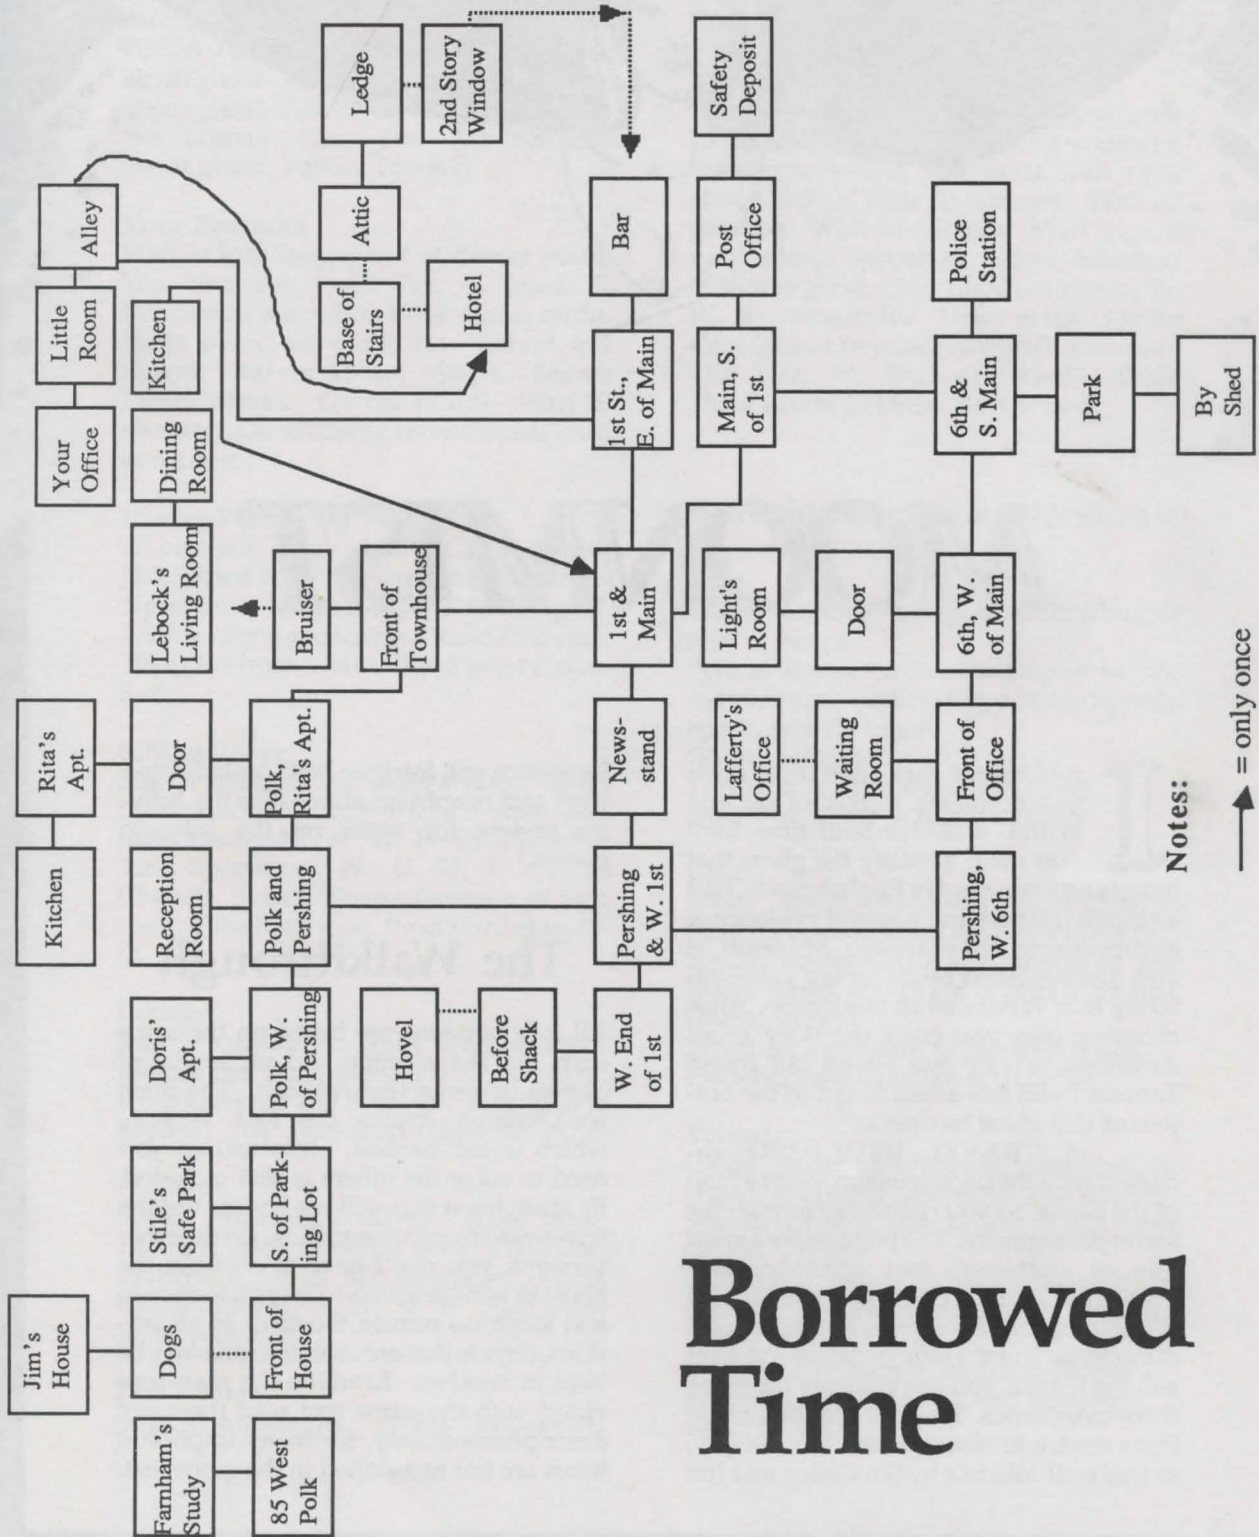 Jim's
House
Kitchen
Rita's
Apt.
Your
Office
Little
Room
Alley
Farnham's
Study
Dogs
Stile's
Safe Park
Doris'
Apt.
Reception
Room
Door
Lebock's
Living Room
Dining
Room
Kitchen
85 West
Polk
Front of
House
S. of Park-
ing Lot
Polk, W.
of Pershing
Polk and
Pershing
Polk,
Rita's Apt.
Bruiser
Base of
Stairs
Attic
Ledge
Front of
Townhouse
Hotel
2nd Story
Window
Hovel
Before
Shack
W. End
of 1st
Pershing
& W. 1st
News-
stand
1st &
Main
1st St.,
E. of Main
Bar
Lafferty's
Office
Light's
Room
Main, S.
of 1st
Post
Office
Safety
Deposit
Waiting
Room
Door
Pershing,
W. 6th
Front of
Office
6th, W.
of Main
6th &
S. Main
Police
Station
Park
By
Shed
Borrowed
Time
Notes:
= only once